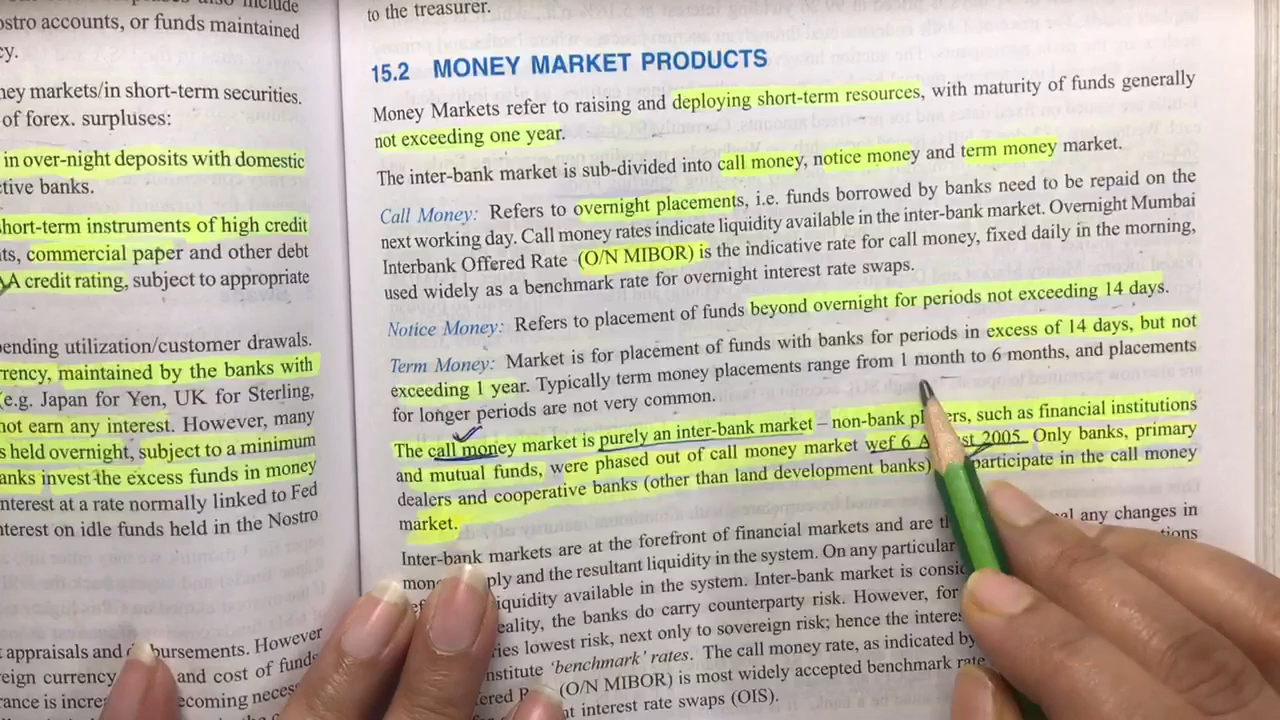 also include
ostro accounts, or funds maintained
cy.
ney markets/in short-term securities.
of forex. surpluses:
in over-night deposits with domestic
ctive banks.
short-term instruments of high credit
ts, commercial paper and other debt
A credit rating, subject to appropriate
pending utilization/customer drawals.
rrency, maintained by the banks with
(e.g. Japan for Yen, UK for Sterling,
not earn any interest. However, many
s held overnight, subject to a minimum
anks invest the excess funds in money
nterest at a rate normally linked to Fed
nterest on idle funds held in the Nostro
However
t appraisals and
and cost of funds
reign currency
rance is
to the treasurer.
15.2 MONEY MARKET PRODUCTS
Money Markets refer to raising and deploying short-term resources, with maturity of funds generally
not exceeding one year.
The inter-bank market is sub-divided into call money, notice money and term money market.
Call Money: Refers to overnight placements, i.e. funds borrowed by banks need to be repaid on the
next working day. Call money rates indicate liquidity available in the inter-bank market. Overnight Mumbai
Interbank Offered Rate (O/N MIBOR) is the indicative rate for call money, fixed daily in the morning,
used widely as a benchmark rate for overnight interest rate swaps.
Notice Money: Refers to placement of funds beyond overnight for periods not exceeding 14 days.
Term Money: Market is for placement of funds with banks for periods in excess of 14 days, but not
exceeding 1 year. Typically term money placements range from 1 month to 6 months, and placements
for longer periods are not very common.
The call money market is purely an inter-bank market – non-bank pl ers, such as financial institutions
and mutual funds, were phased out of call money market wef 6 A st 2005. Only banks, primary
dealers and cooperative banks (other than land development banks) participate in the call money
market.
Inter-bank markets are at the forefront of financial markets and are any changes in
ply and the resultant liquidity in the system. On any particular
iquidity available in the system. Inter-bank market is
eality, the banks do carry counterparty risk. However, for
ries lowest risk, next only to sovereign risk; hence the
nstitute 'benchmark' rates. The call money rate, as indicated by
ered (O/N MIBOR) is most widely accepted benchmark rate
nt interest rate swaps (OIS).